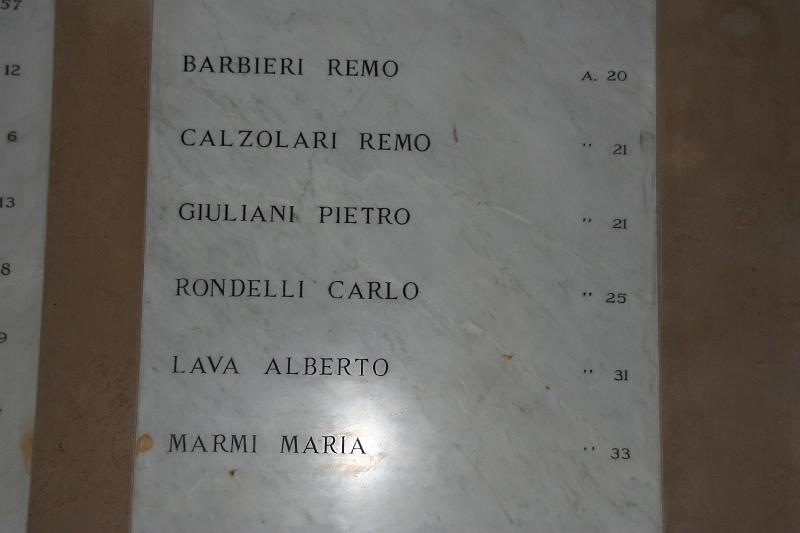 57
12
6
13
8
9
BARBIERI REMO A. 20
CALZOLARI REMO " 21
GIULIANI PIETRO " 21
RONDELLI CARLO " 25
LAVA ALBERTO " 31
MARMI MARIA " 33